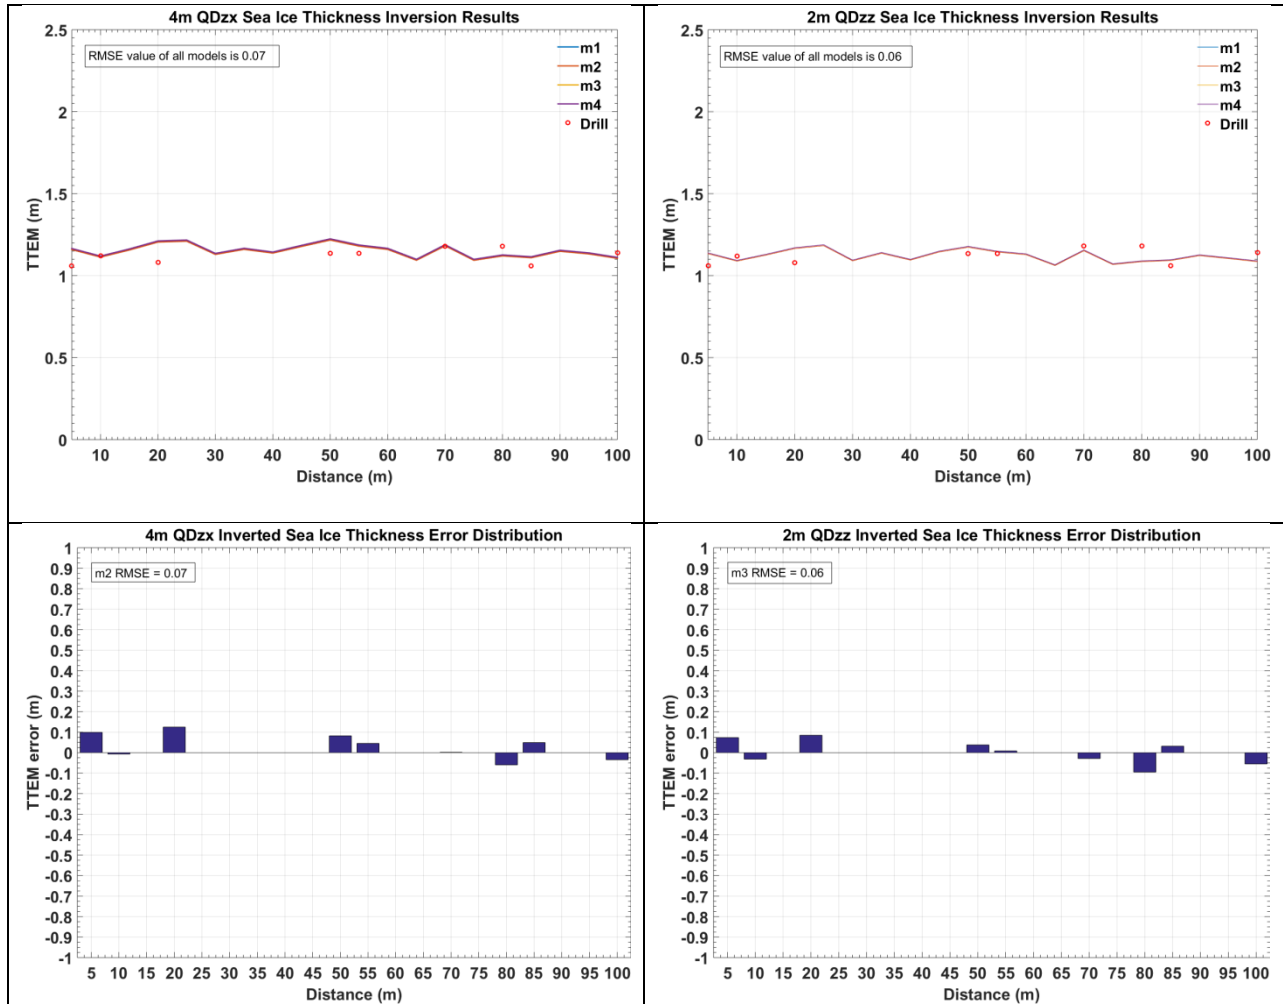 4m QDzx Sea Ice Thickness Inversion Results
RMSE value of all models is 0.07
m1
m2
m3
m4
Drill
2.5
2
1.5
1
0.5
0
TTEM (m)
10 20 30 40 50 60 70 80 90 100
Distance (m)
2m QDzz Sea Ice Thickness Inversion Results
RMSE value of all models is 0.06
m1
m2
m3
m4
Drill
2.5
2
1.5
1
0.5
0
TTEM (m)
10 20 30 40 50 60 70 80 90 100
Distance (m)
4m QDzx Inverted Sea Ice Thickness Error Distribution
m2 RMSE = 0.07
1
0.9
0.8
0.7
0.6
0.5
0.4
0.3
0.2
0.1
0
-0.1
-0.2
-0.3
-0.4
-0.5
-0.6
-0.7
-0.8
-0.9
-1
TTEM error (m)
5 10 15 20 25 30 35 40 45 50 55 60 65 70 75 80 85 90 95 100
Distance (m)
2m QDzz Inverted Sea Ice Thickness Error Distribution
m3 RMSE = 0.06
1
0.9
0.8
0.7
0.6
0.5
0.4
0.3
0.2
0.1
0
-0.1
-0.2
-0.3
-0.4
-0.5
-0.6
-0.7
-0.8
-0.9
-1
TTEM error (m)
5 10 15 20 25 30 35 40 45 50 55 60 65 70 75 80 85 90 95 100
Distance (m)